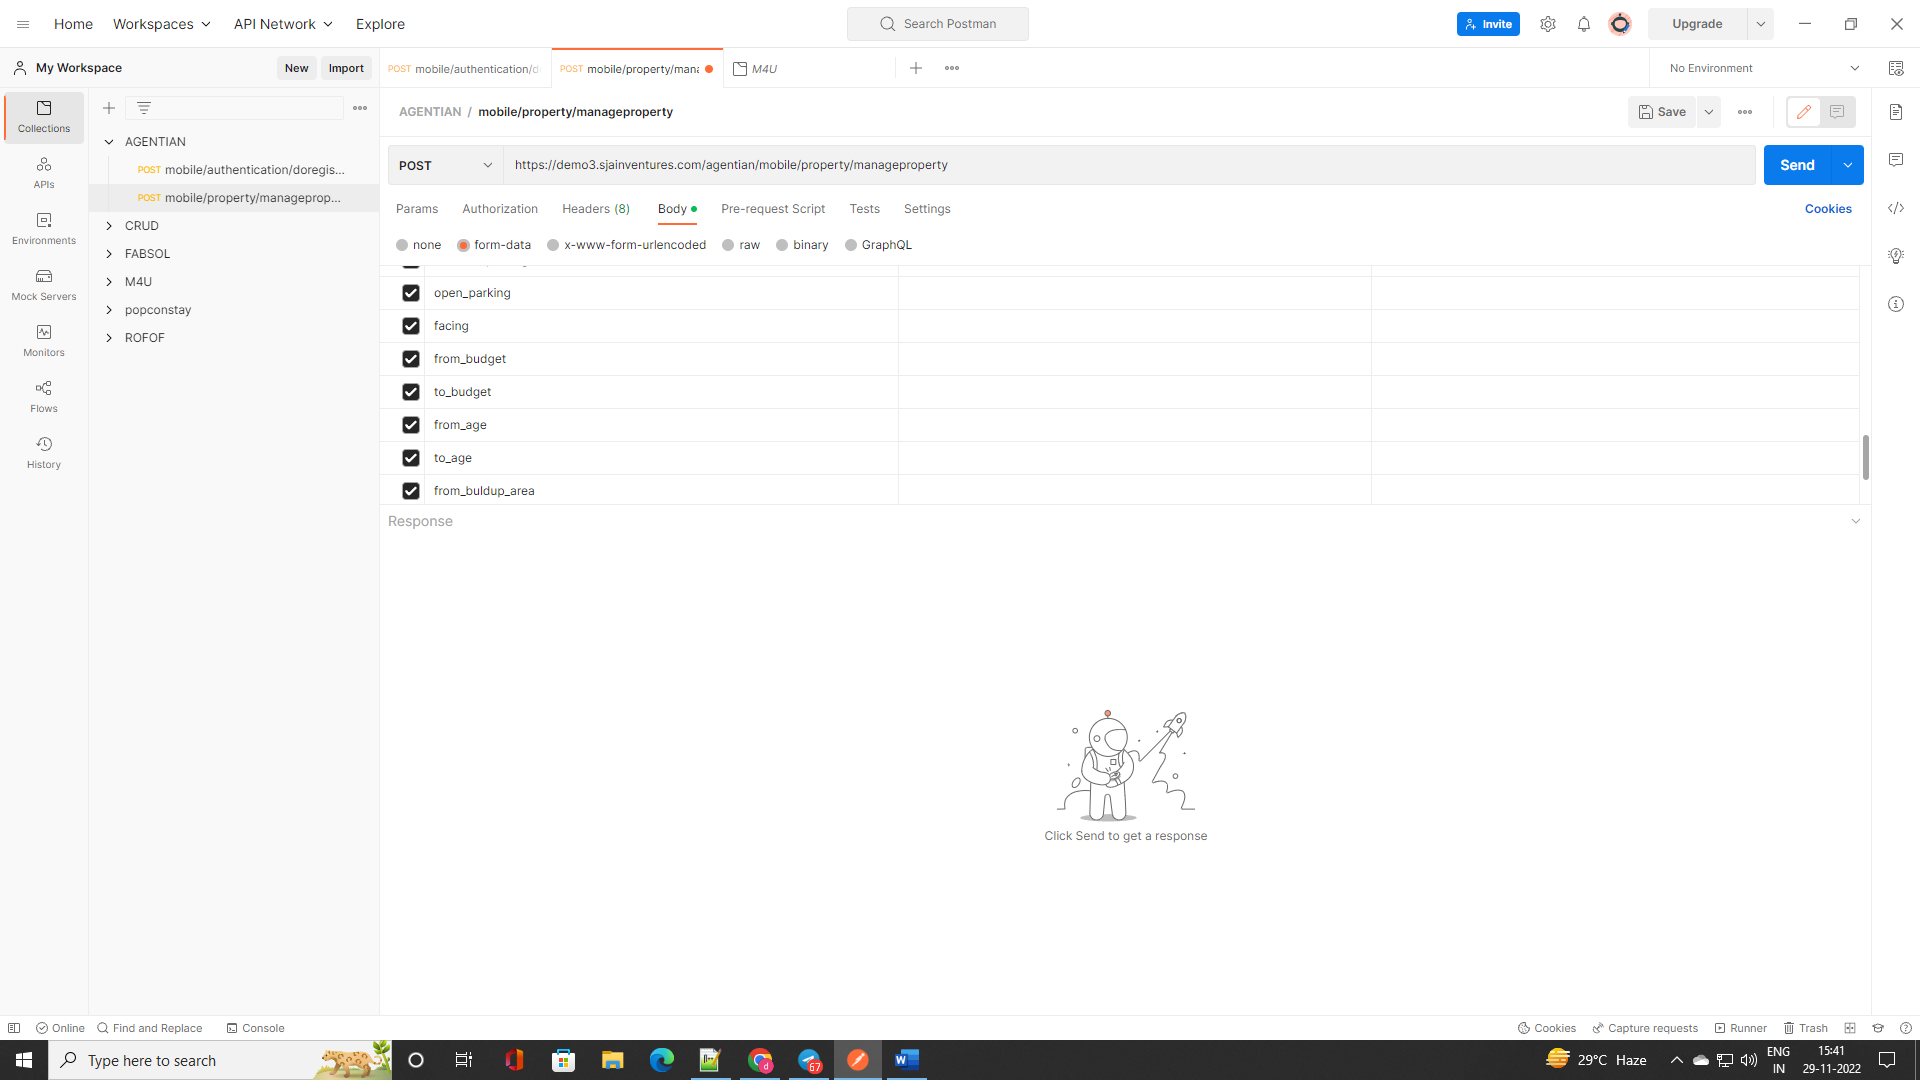 Home Workspaces API Network Explore Search Postman Invite Upgrade
My Workspace New Import POST mobile/authentication/d POST mobile/property/mana M4U No Environment
Collections
APIs
Environments
Mock Servers
Monitors
Flows
History
AGENTIAN
POST mobile/authentication/doregis...
POST mobile/property/manageprop...
CRUD
FABSOL
M4U
popconstay
ROFOF
AGENTIAN / mobile/property/manageproperty Save
POST https://demo3.sjainventures.com/agentian/mobile/property/manageproperty Send
Params Authorization Headers (8) Body Pre-request Script Tests Settings Cookies
none form-data x-www-form-urlencoded raw binary GraphQL
open_parking
facing
from_budget
to_budget
from_age
to_age
from_buldup_area
Response
Click Send to get a response
Online Find and Replace Console Cookies Capture requests Runner Trash
Type here to search 67 29°C Haze ENG IN 15:41 29-11-2022